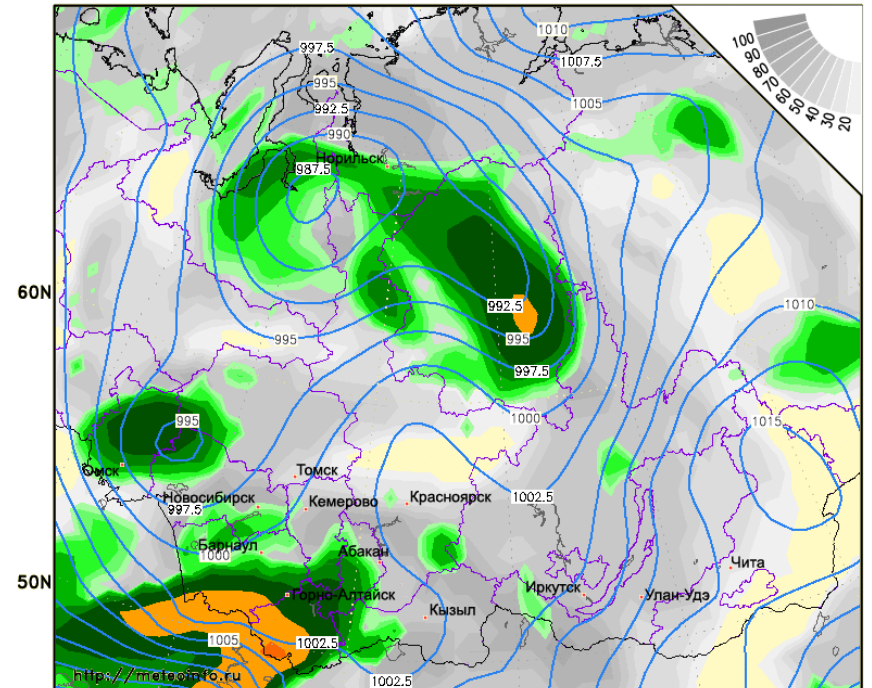 1010
997.5
1007.5
100
90
80
70
60
50
40
30
20
995
1005
992.5
990
Норильск
987.5
60N
992.5
1010
995
995
997.5
1000
995
1015
Омск
Томск
1002.5
Новосибирск
Кемерово
Красноярск
997.5
1000
Барнаул
Абакан
Чита
50N
Иркутск
Улан-Удэ
Горно-Алтайск
Кызыл
1005
1002.5
http://meteoinfo.ru
1002.5